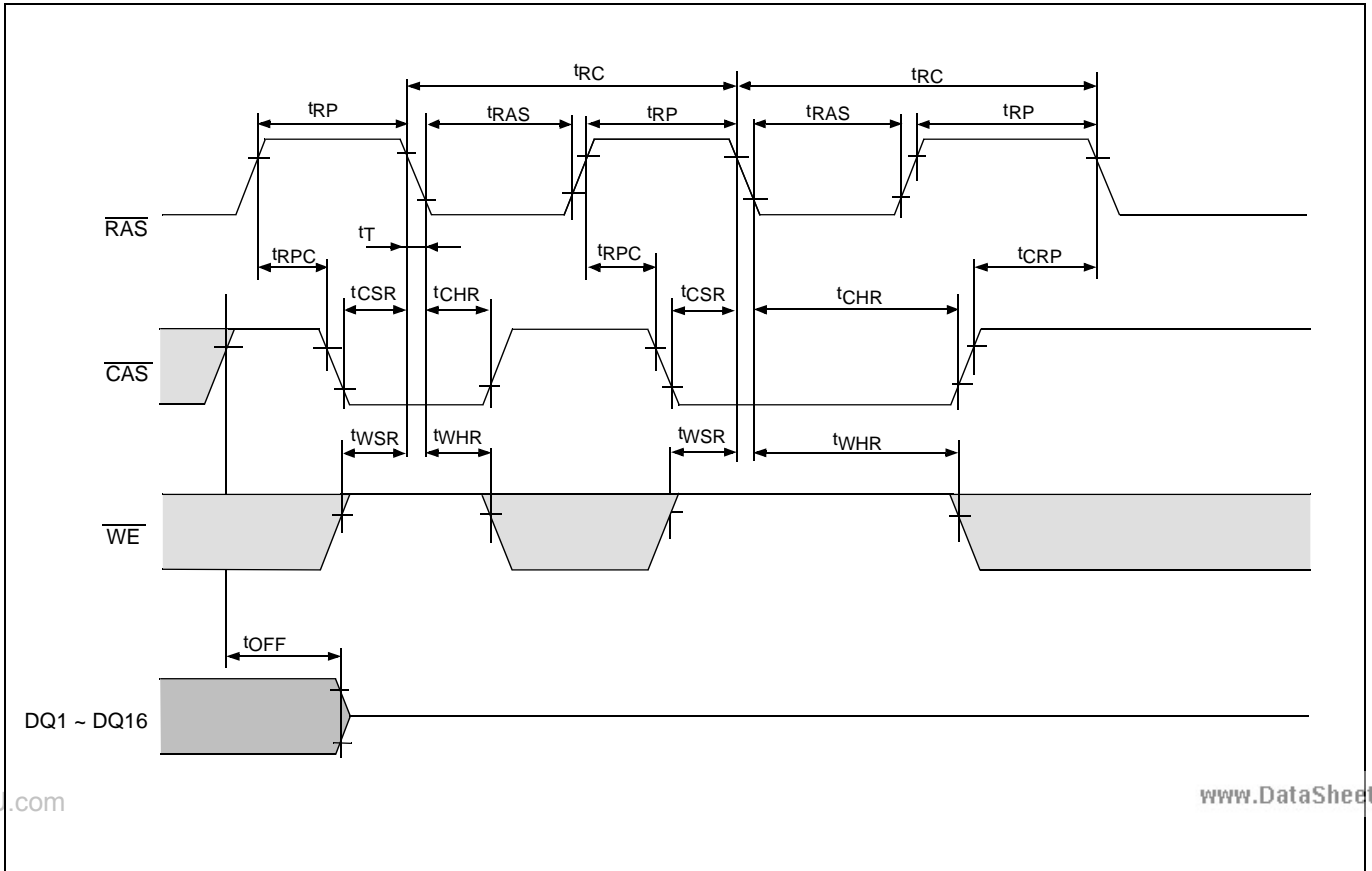 tRC tRC
tRP tRAS tRP tRAS tRP
RAS
tT
tRPC tRPC tCRP
tCSR tCHR tCSR tCHR
CAS
tWSR tWHR tWSR tWHR
WE
tOFF
DQ1 ~ DQ16
.com
www.DataSheet